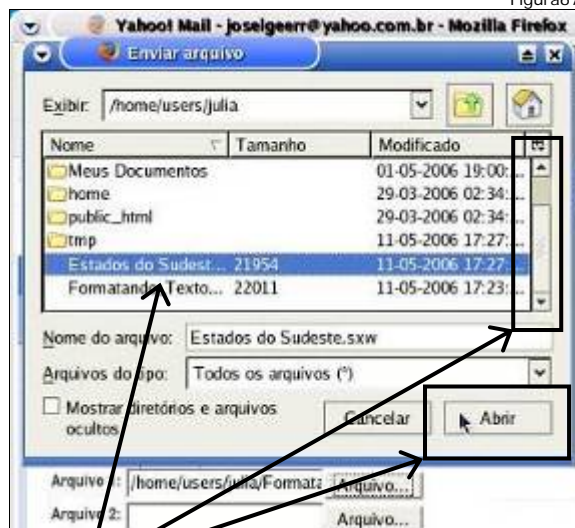 Figura
Yahoo! Mail - joselgeerr@yahoo.com.br - Mozilla Firefox
Enviar arquivo
Exibir: /home/users/julia
Nome Tamanho Modificado
Meus Documentos 01-05-2006 19:00:...
home 29-03-2006 02:34:...
public_html 29-03-2006 02:34:...
tmp 11-05-2006 17:27:...
Estados do Sudest... 21954 11-05-2006 17:27:...
Formatando Texto... 22011 11-05-2006 17:23:...
Nome do arquivo: Estados do Sudeste.sxw
Arquivos do tipo: Todos os arquivos (*)
Mostrar diretórios e arquivos
ocultos
Cancelar Abrir
Arquivo 1: /home/users/julia/Formata Arquivo...
Arquivo 2: Arquivo...